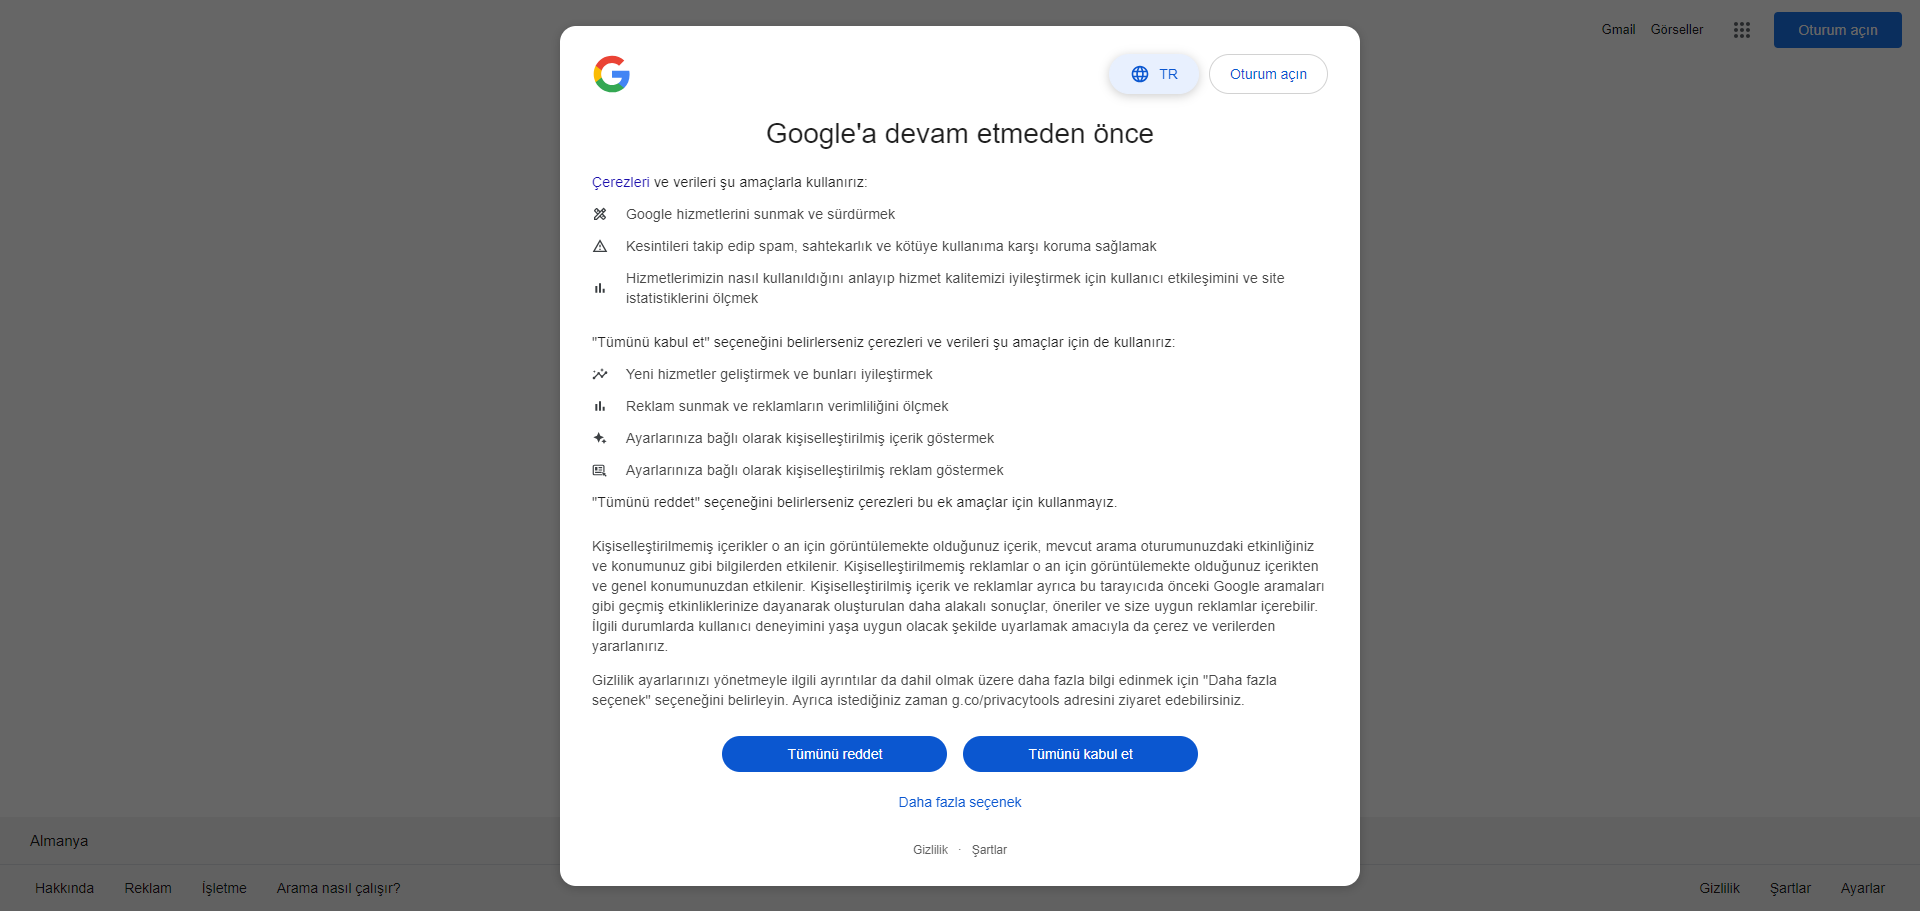 Gmail Görseller Oturum açın
TR Oturum açın
Google'a devam etmeden önce
Çerezleri ve verileri şu amaçlarla kullanırız:
Google hizmetlerini sunmak ve sürdürmek
Kesintileri takip edip spam, sahtekarlık ve kötüye kullanıma karşı koruma sağlamak
Hizmetlerimizin nasıl kullanıldığını anlayıp hizmet kalitemizi iyileştirmek için kullanıcı etkileşimini ve site
istatistiklerini ölçmek
"Tümünü kabul et" seçeneğini belirlerseniz çerezleri ve verileri şu amaçlar için de kullanırız:
Yeni hizmetler geliştirmek ve bunları iyileştirmek
Reklam sunmak ve reklamların verimliliğini ölçmek
Ayarlarınıza bağlı olarak kişiselleştirilmiş içerik göstermek
Ayarlarınıza bağlı olarak kişiselleştirilmiş reklam göstermek
"Tümünü reddet" seçeneğini belirlerseniz çerezleri bu ek amaçlar için kullanmayız.
Kişiselleştirilmemiş içerikler o an için görüntülemekte olduğunuz içerik, mevcut arama oturumunuzdaki etkinliğiniz
ve konumunuz gibi bilgilerden etkilenir. Kişiselleştirilmemiş reklamlar o an için görüntülemekte olduğunuz içerikten
ve genel konumunuzdan etkilenir. Kişiselleştirilmiş içerik ve reklamlar ayrıca bu tarayıcıda önceki Google aramaları
gibi geçmiş etkinliklerinize dayanarak oluşturulan daha alakalı sonuçlar, öneriler ve size uygun reklamlar içerebilir.
İlgili durumlarda kullanıcı deneyimini yaşa uygun olacak şekilde uyarlamak amacıyla da çerez ve verilerden
yararlanırız.
Gizlilik ayarlarınızı yönetmeyle ilgili ayrıntılar da dahil olmak üzere daha fazla bilgi edinmek için "Daha fazla
seçenek" seçeneğini belirleyin. Ayrıca istediğiniz zaman g.co/privacytools adresini ziyaret edebilirsiniz.
Tümünü reddet Tümünü kabul et
Daha fazla seçenek
Gizlilik · Şartlar
Almanya
Hakkında Reklam İşletme Arama nasıl çalışır? Gizlilik Şartlar Ayarlar